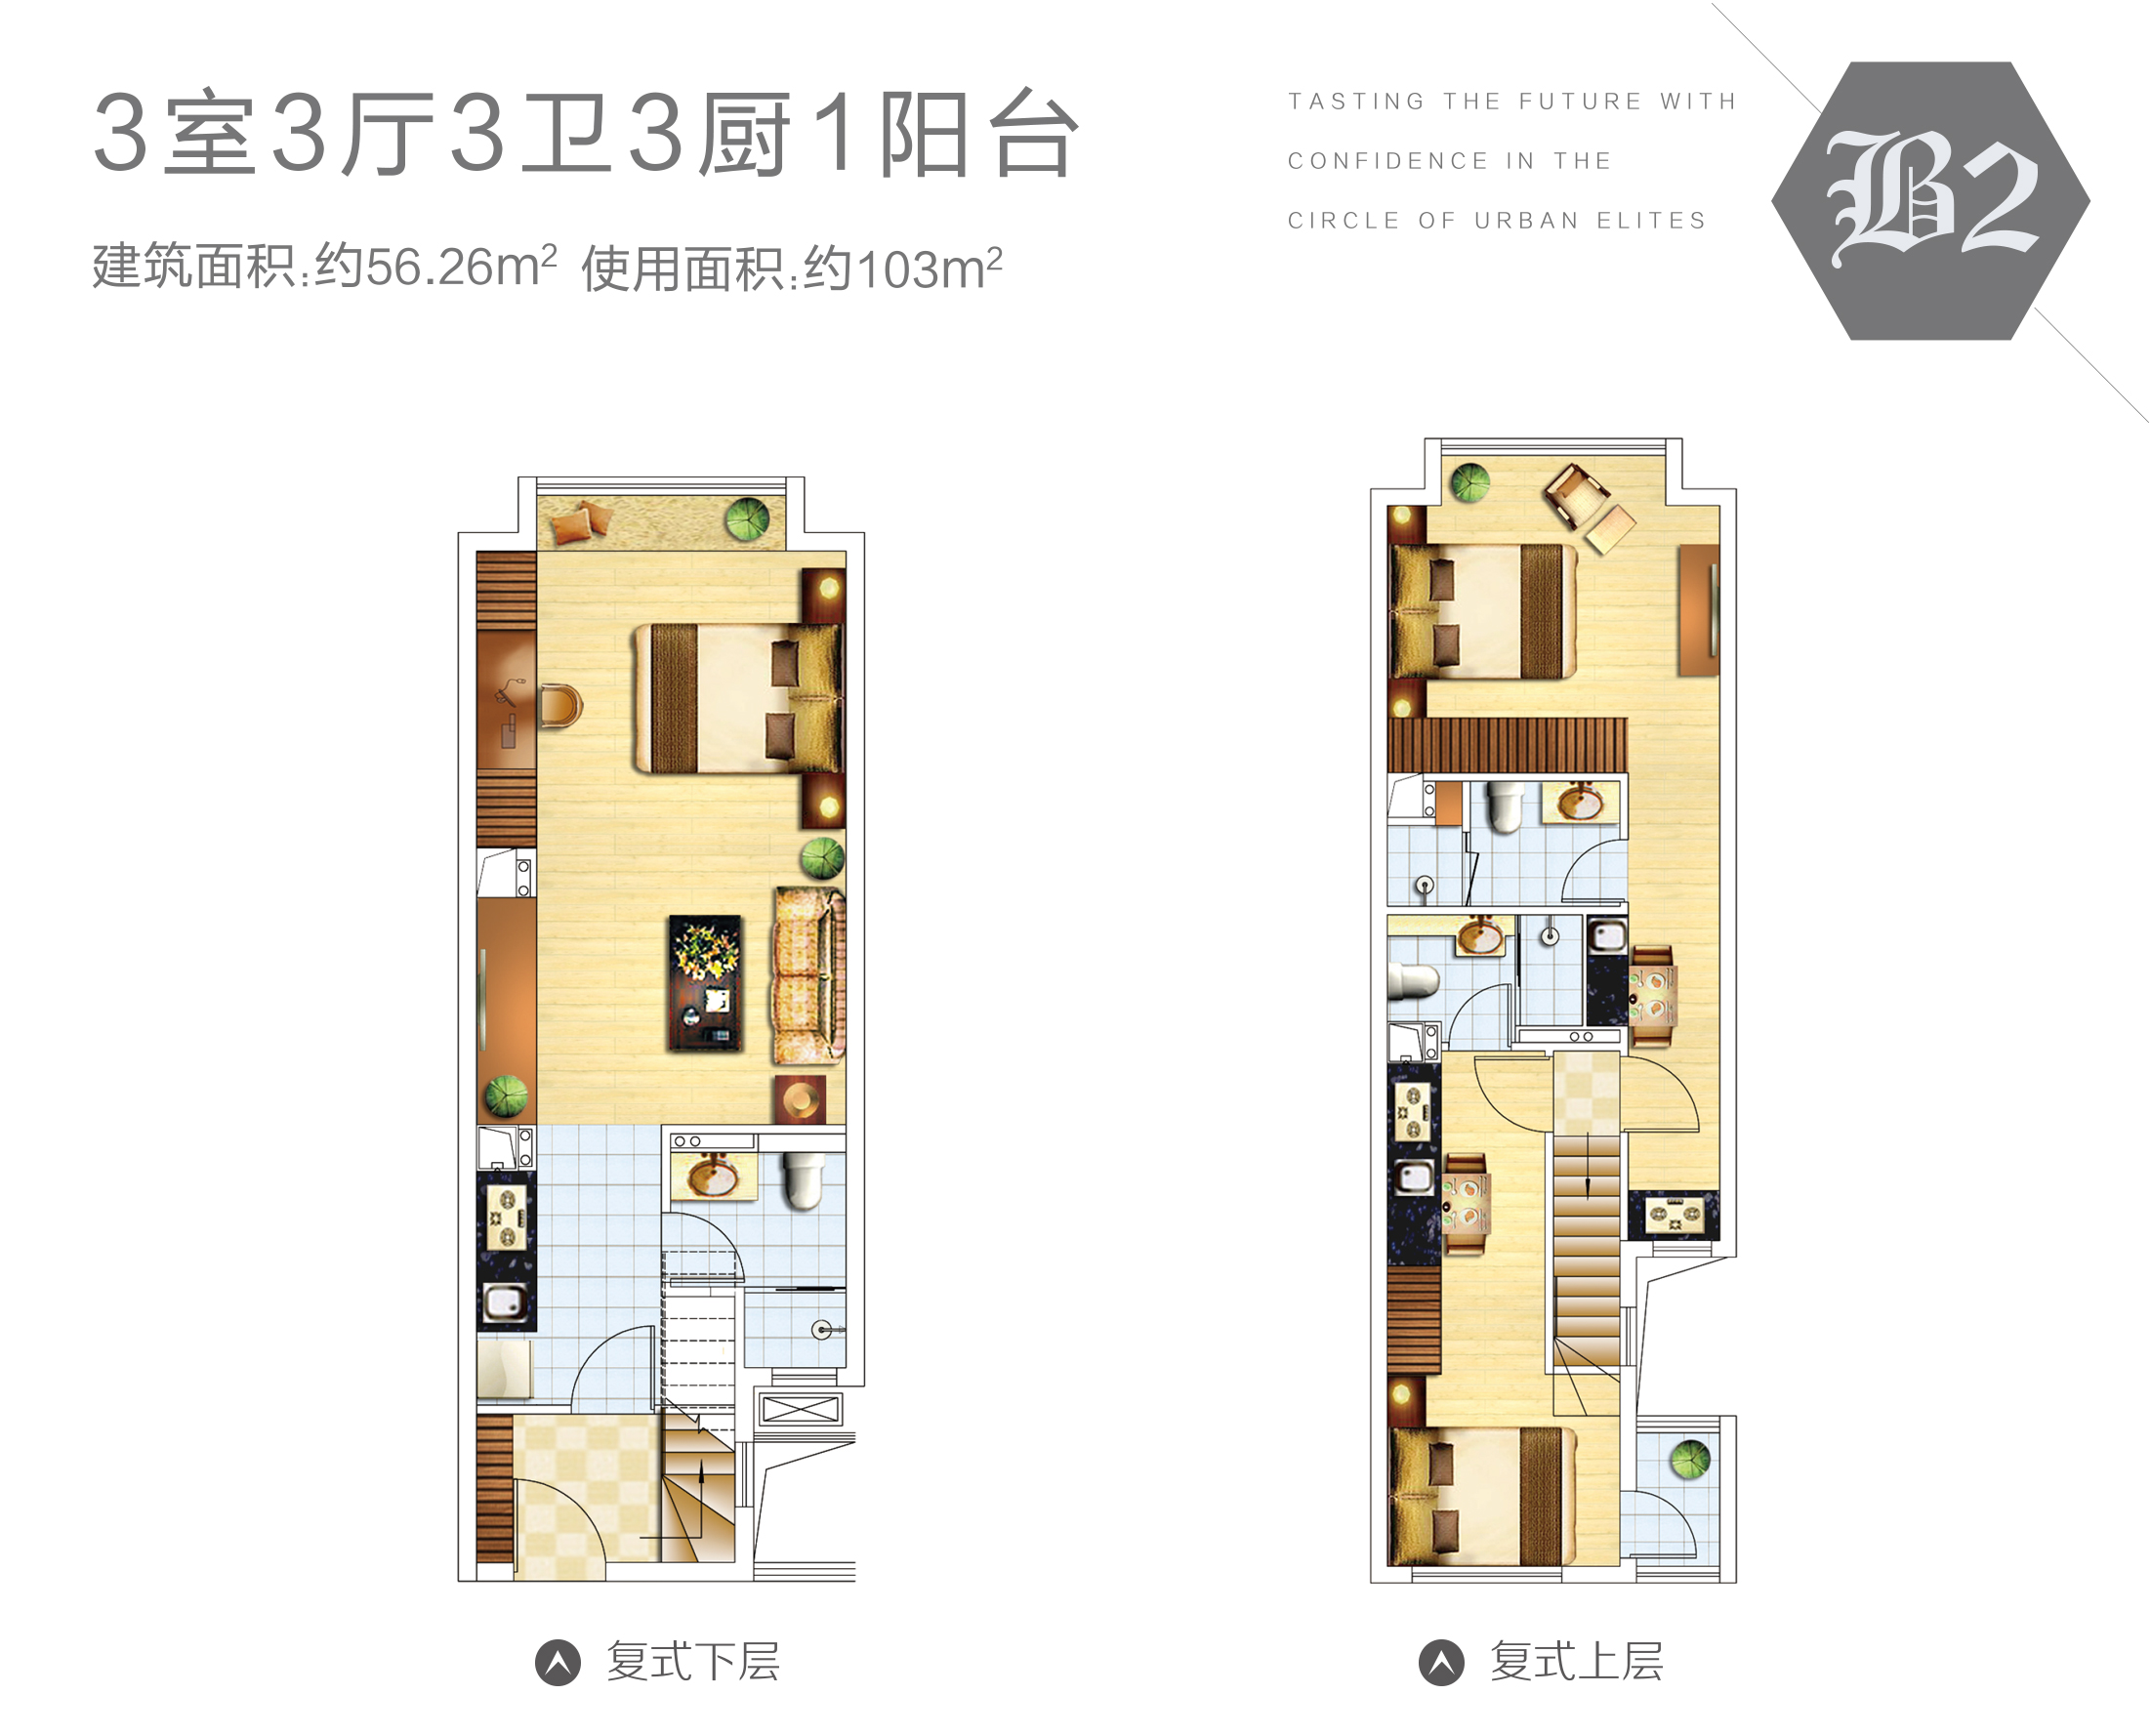 3室3厅3卫3厨1阳台
建筑面积:约56.26m² 使用面积:约103m²
TASTING THE FUTURE WITH
CONFIDENCE IN THE
CIRCLE OF URBAN ELITES
B2
复式下层
复式上层